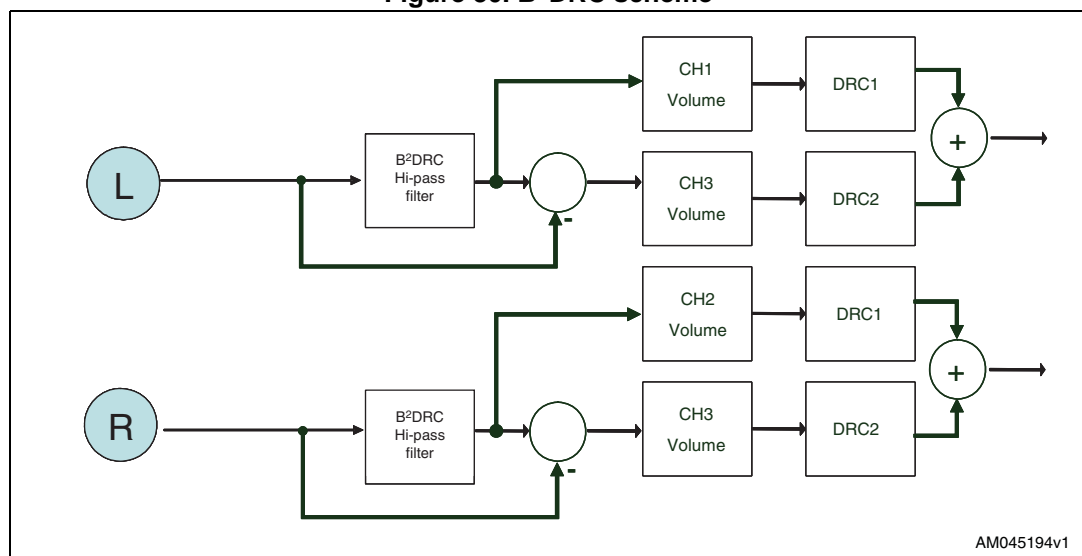 CH1
Volume
DRC1
+
L
B²DRC
Hi-pass
filter
-
CH3
Volume
DRC2
CH2
Volume
DRC1
+
R
B²DRC
Hi-pass
filter
-
CH3
Volume
DRC2
AM045194v1